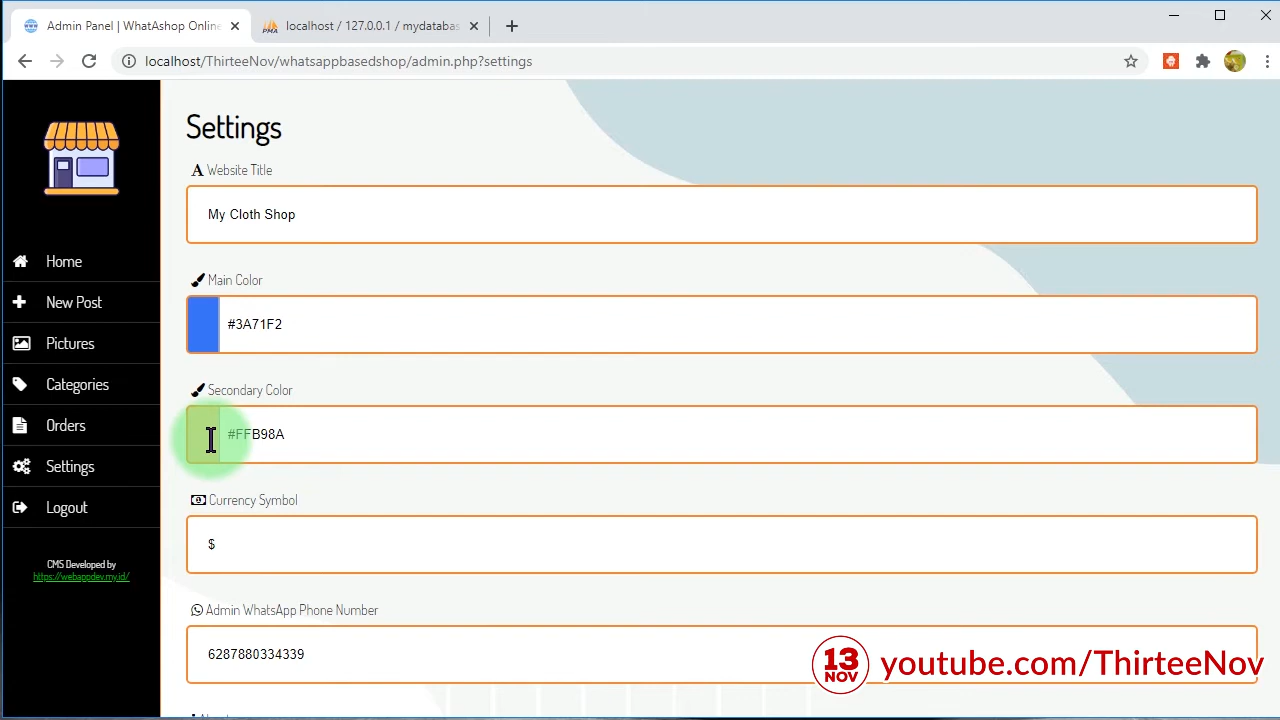 Admin Panel | WhatAshop Online
localhost / 127.0.0.1 / mydatabas
localhost/ThirteeNov/whatsappbasedshop/admin.php?settings
Settings
Website Title
My Cloth Shop
Main Color
#3A71F2
Secondary Color
#FFB98A
Currency Symbol
$
Admin WhatsApp Phone Number
6287880334339
Home
New Post
Pictures
Categories
Orders
Settings
Logout
CMS Developed by
https://webappdev.my.id/
13
NOV
youtube.com/ThirteeNov